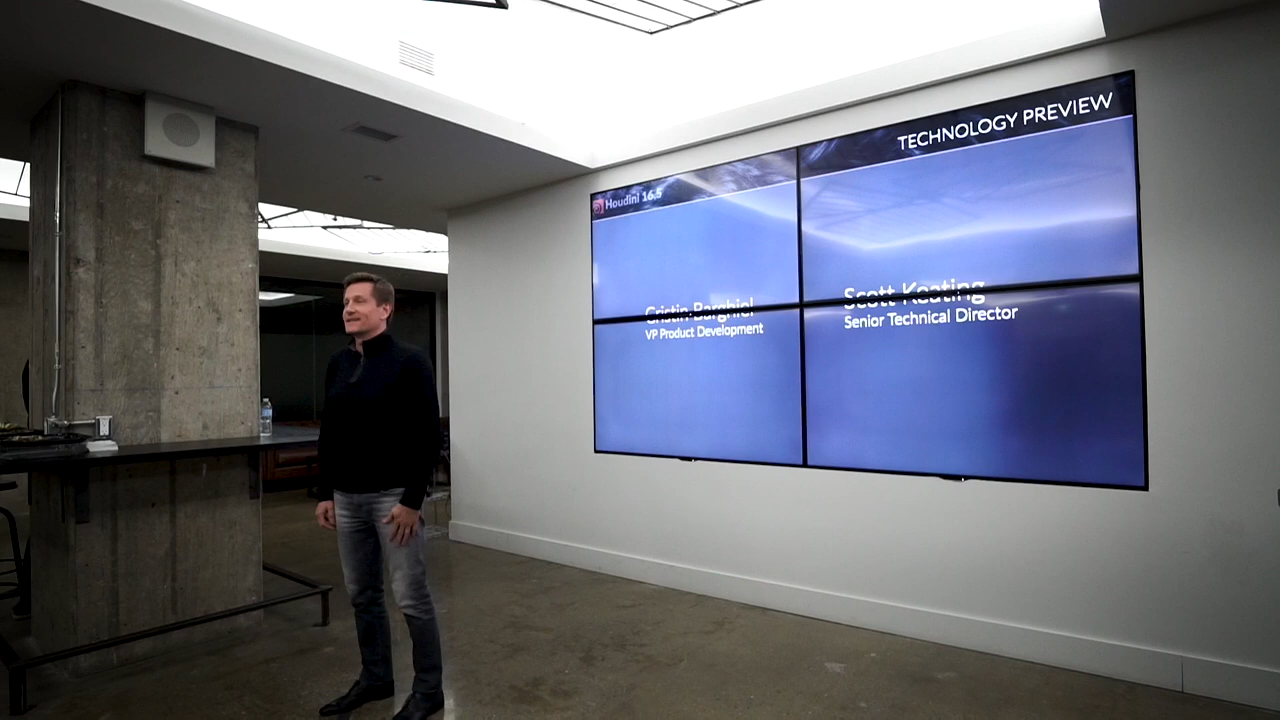 Houdini 16.5
TECHNOLOGY PREVIEW
Cristin Barghiel
VP Product Development
Scott Keating
Senior Technical Director